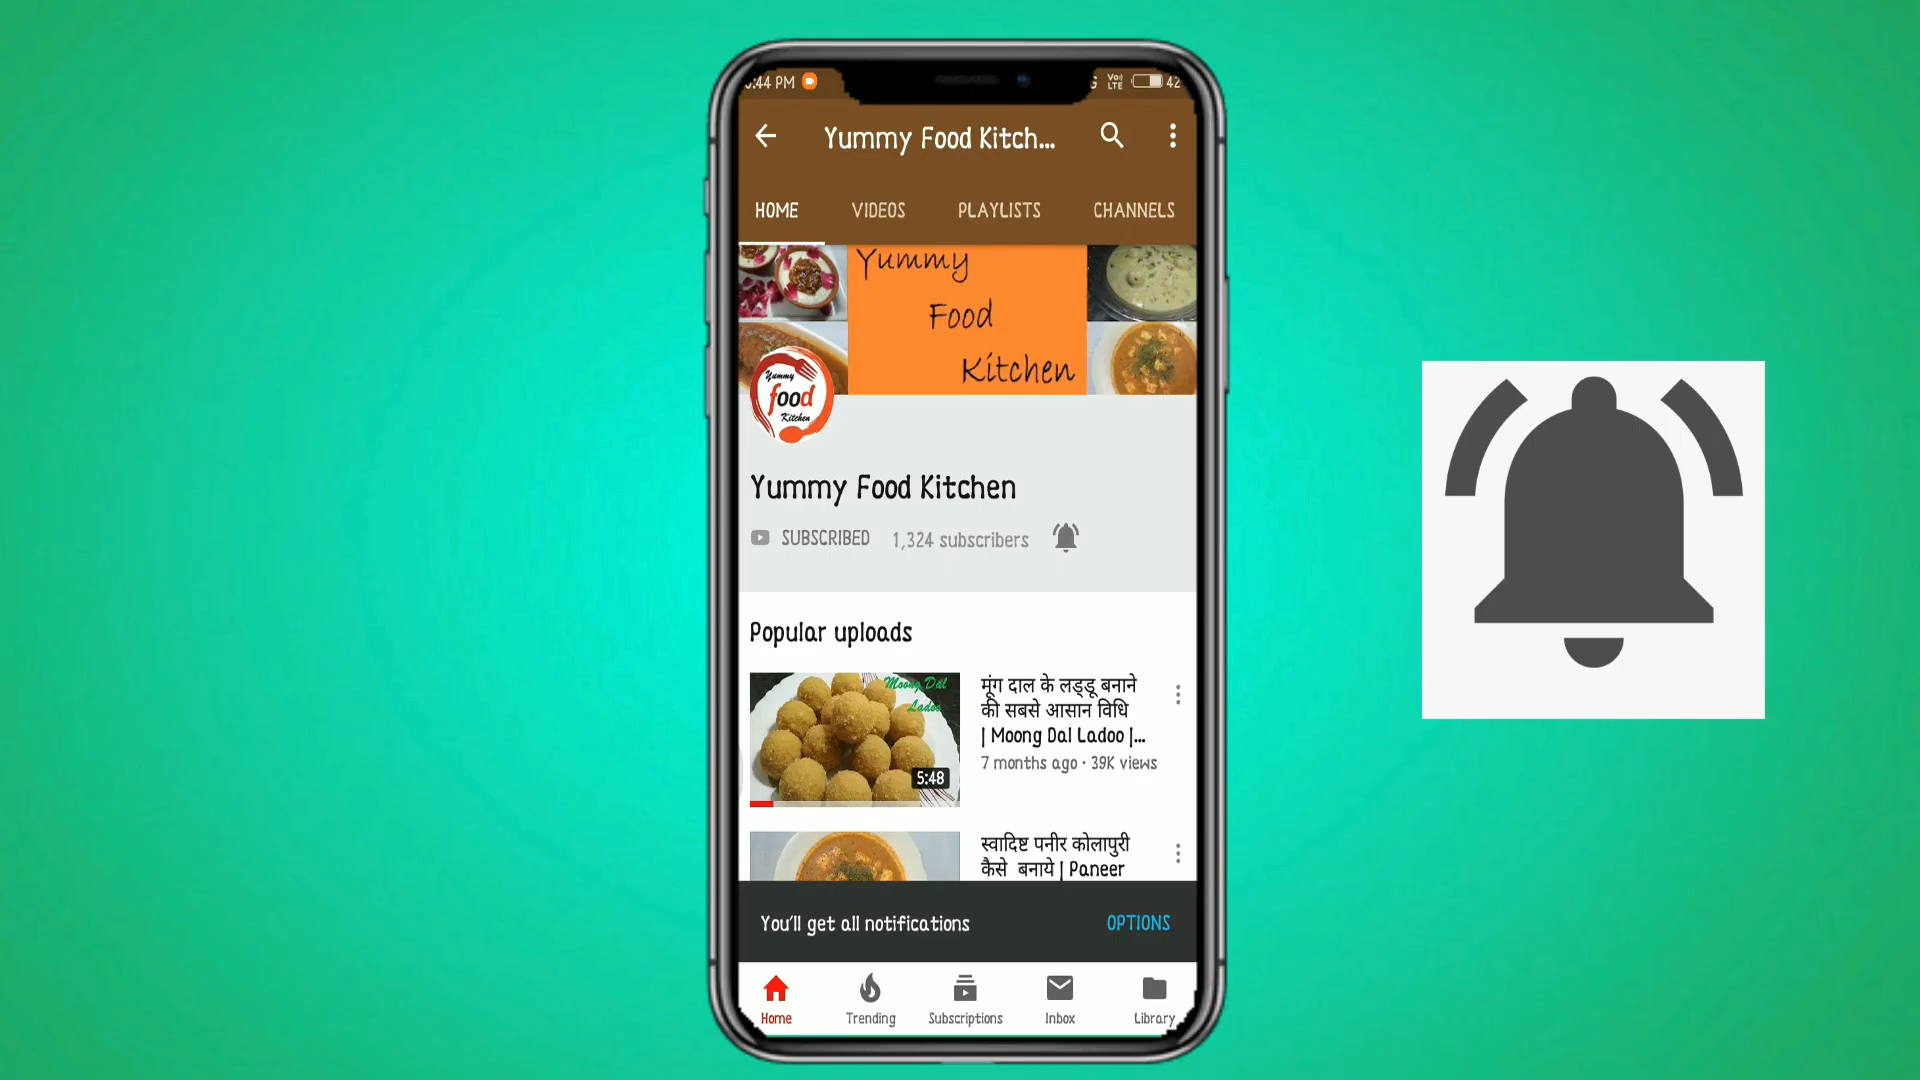 :44 PM
Voi)
LTE
42
Yummy Food Kitch...
HOME VIDEOS PLAYLISTS CHANNELS
Yummy
Food
Kitchen
Yummy
food
Kitchen
Yummy Food Kitchen
SUBSCRIBED 1,324 subscribers
Popular uploads
Moong Dal
Ladoo
5:48
मूंग दाल के लड्डू बनाने
की सबसे आसान विधि
| Moong Dal Ladoo |...
7 months ago • 39K views
स्वादिष्ट पनीर कोलापुरी
कैसे बनाये | Paneer
You'll get all notifications OPTIONS
Home Trending Subscriptions Inbox Library